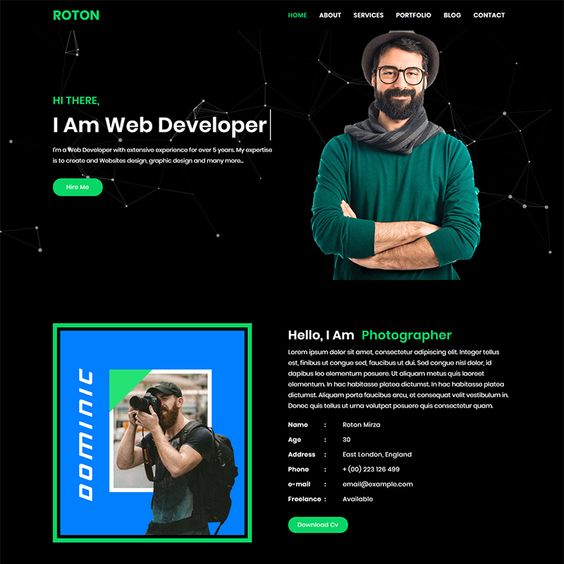 ROTON
HOME ABOUT SERVICES PORTFOLIO BLOG CONTACT
HI THERE,
I Am Web Developer
I'm a Web Developer with extensive experience for over 5 years. My expertise
is to create and Websites design, graphic design and many more...
Hire Me
DOMINIC
Hello, I Am Photographer
Lorem ipsum dolor sit amet, consectetur adipiscing elit. Integer tellus
est, finibus ut congue sed, faucibus ut dui. Sed congue nisl dolor, id
dapibus leo elementum posuere. Ut aliquam metus quis laoreet
elementum. In hac habitasse platea dictumst. In hac habitasse platea
dictumst. Aliquam porta faucibus arcu, et consequat velit vestibulum in.
Donec quis tellus ut urna volutpat posuere quis consectetur quam.
Name : Roton Mirza
Age : 30
Address : East London, England
Phone : + (00) 223 126 499
e-mail : email@example.com
Freelance : Available
Download Cv